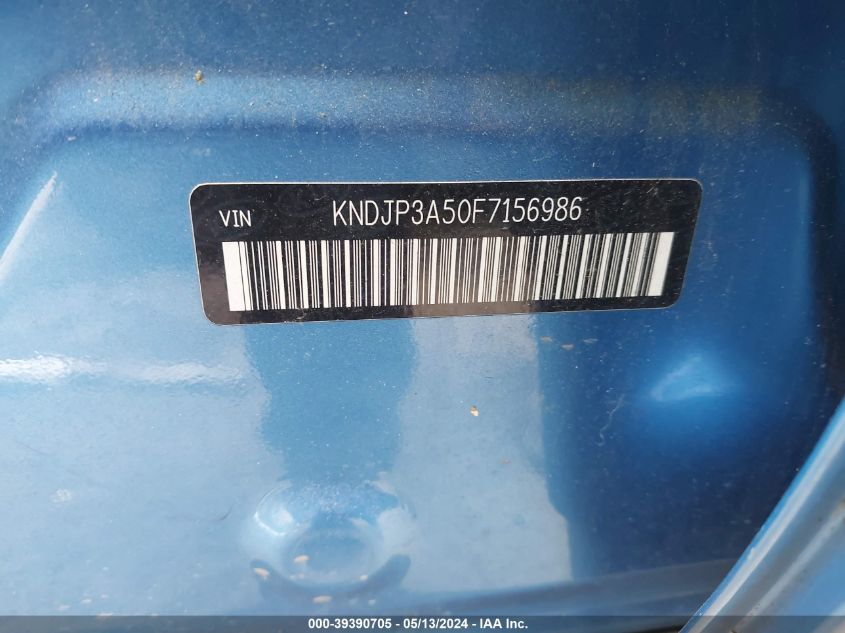 VIN KNDJP3A50F7156986
000-39390705 - 05/13/2024 - IAA Inc.